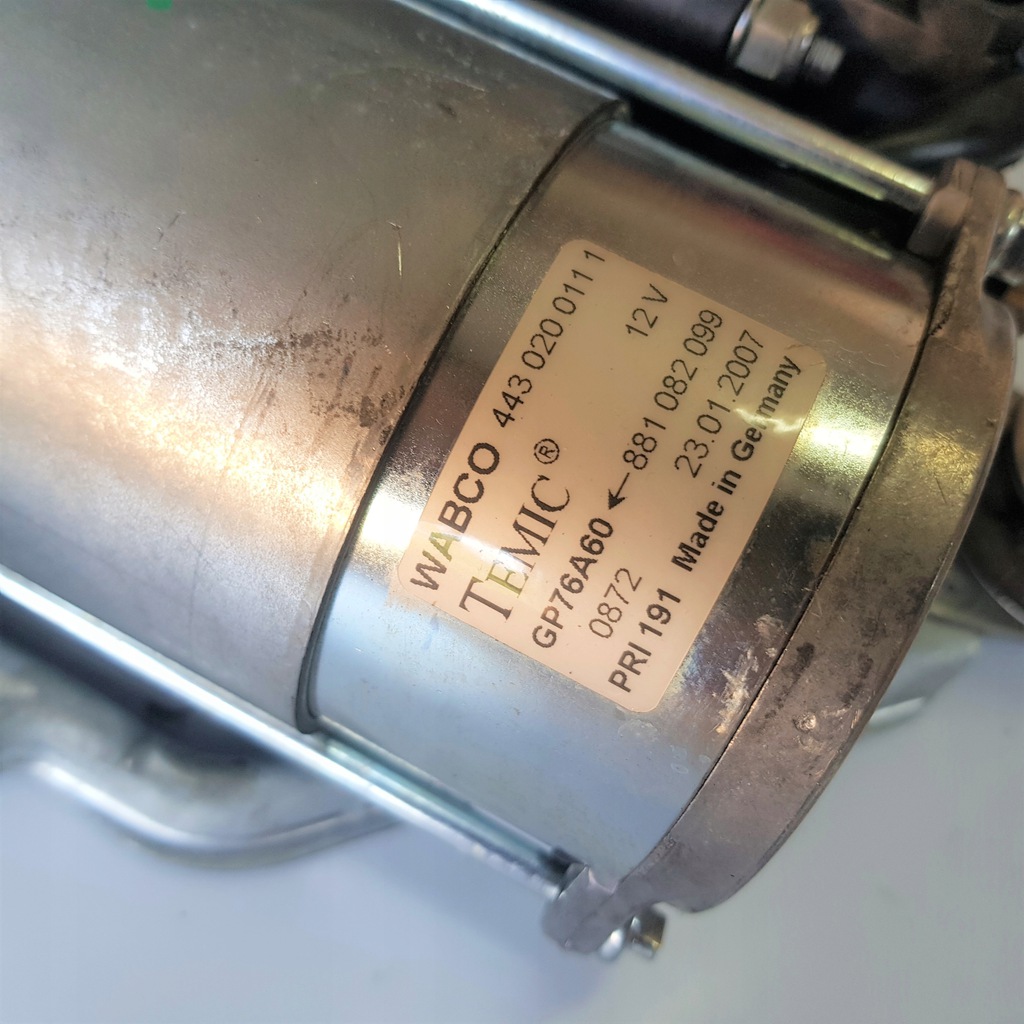 WABCO 443 020 011 1
TEMIC® 12 V
GP76A60 ← 881 082 099
0872 23.01.2007
PRI 191 Made in Germany